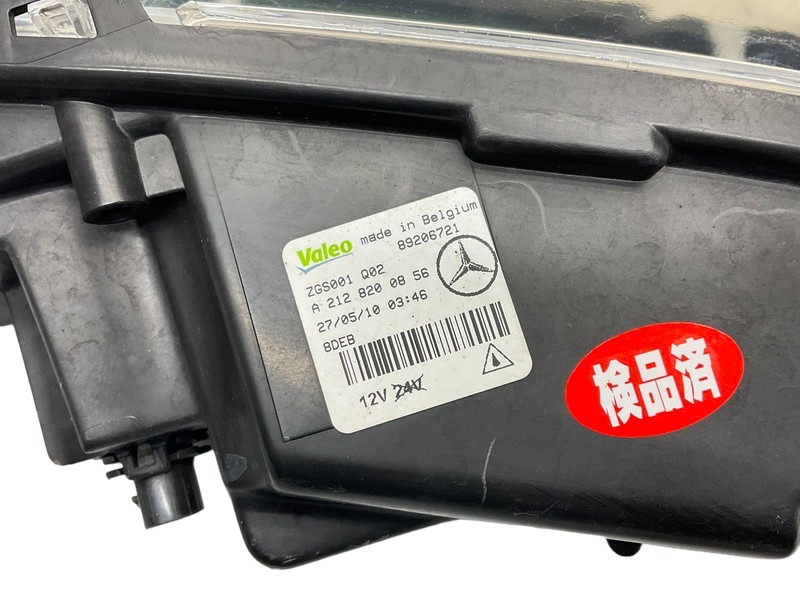 Valeo made in Belgium
89206721
ZGS001 Q02
A 212 820 08 56
27/05/10 03:46
8DEB
12V 24V
検品済